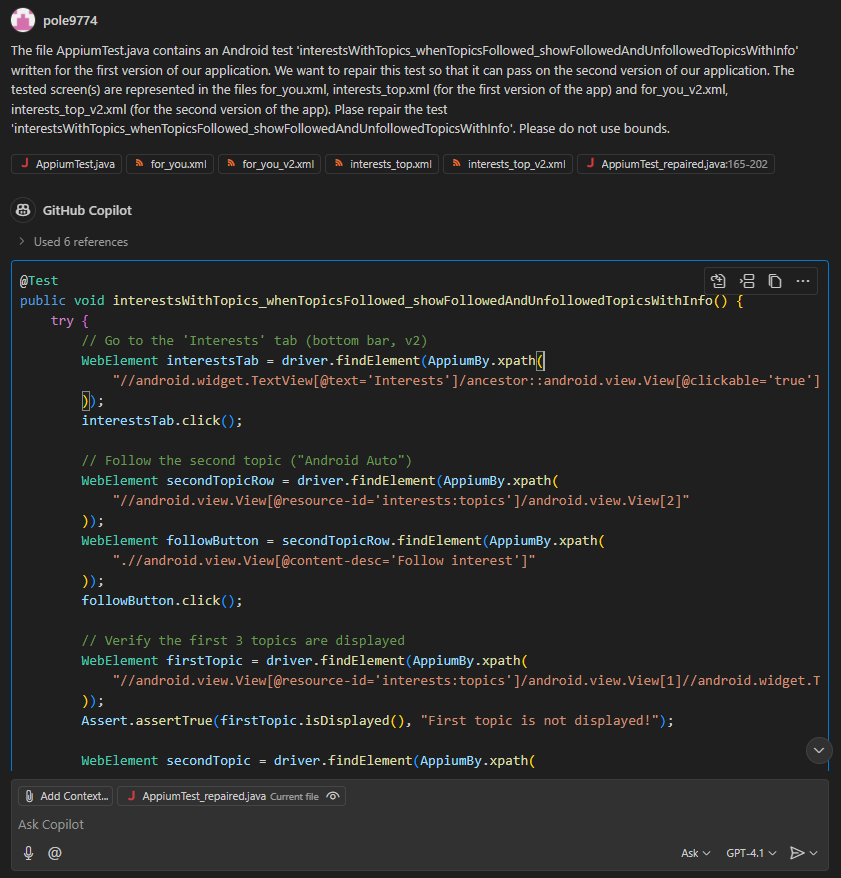 pole9774
The file AppiumTest.java contains an Android test 'interestsWithTopics_whenTopicsFollowed_showFollowedAndUnfollowedTopicsWithInfo'
written for the first version of our application. We want to repair this test so that it can pass on the second version of our application. The
tested screen(s) are represented in the files for_you.xml, interests_top.xml (for the first version of the app) and for_you_v2.xml,
interests_top_v2.xml (for the second version of the app). Plase repair the test
'interestsWithTopics_whenTopicsFollowed_showFollowedAndUnfollowedTopicsWithInfo'. Please do not use bounds.
J AppiumTest.java for_you.xml for_you_v2.xml interests_top.xml interests_top_v2.xml J AppiumTest_repaired.java:165-202
GitHub Copilot
> Used 6 references
@Test
public void interestsWithTopics_whenTopicsFollowed_showFollowedAndUnfollowedTopicsWithInfo() {
try {
// Go to the 'Interests' tab (bottom bar, v2)
WebElement interestsTab = driver.findElement(AppiumBy.xpath(
"//android.widget.TextView[@text='Interests']/ancestor::android.view.View[@clickable='true']
));
interestsTab.click();
// Follow the second topic ("Android Auto")
WebElement secondTopicRow = driver.findElement(AppiumBy.xpath(
"//android.view.View[@resource-id='interests:topics']/android.view.View[2]"
));
WebElement followButton = secondTopicRow.findElement(AppiumBy.xpath(
".//android.view.View[@content-desc='Follow interest']"
));
followButton.click();
// Verify the first 3 topics are displayed
WebElement firstTopic = driver.findElement(AppiumBy.xpath(
"//android.view.View[@resource-id='interests:topics']/android.view.View[1]//android.widget.T
));
Assert.assertTrue(firstTopic.isDisplayed(), "First topic is not displayed!");
WebElement secondTopic = driver.findElement(AppiumBy.xpath(
Add Context... J AppiumTest_repaired.java Current file
Ask Copilot
@ Ask GPT-4.1